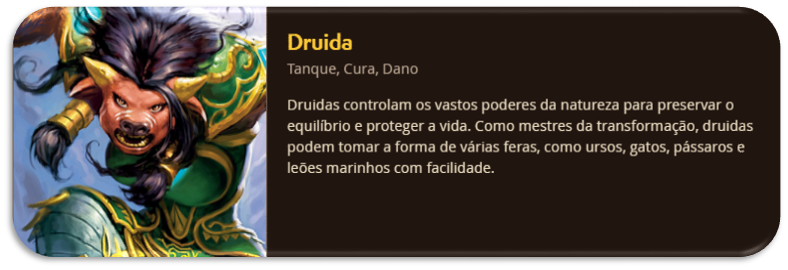 Druida
Tanque, Cura, Dano
Druidas controlam os vastos poderes da natureza para preservar o
equilíbrio e proteger a vida. Como mestres da transformação, druidas
podem tomar a forma de várias feras, como ursos, gatos, pássaros e
leões marinhos com facilidade.